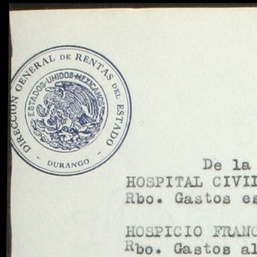 DIRECCION GENERAL DE RENTAS DEL ESTADO
ESTADOS UNIDOS MEXICANOS
- DURANGO -
De la
HOSPITAL CIVIL
Rbo. Gastos es
HOSPICIO FRANC
Rbo. Gastos al